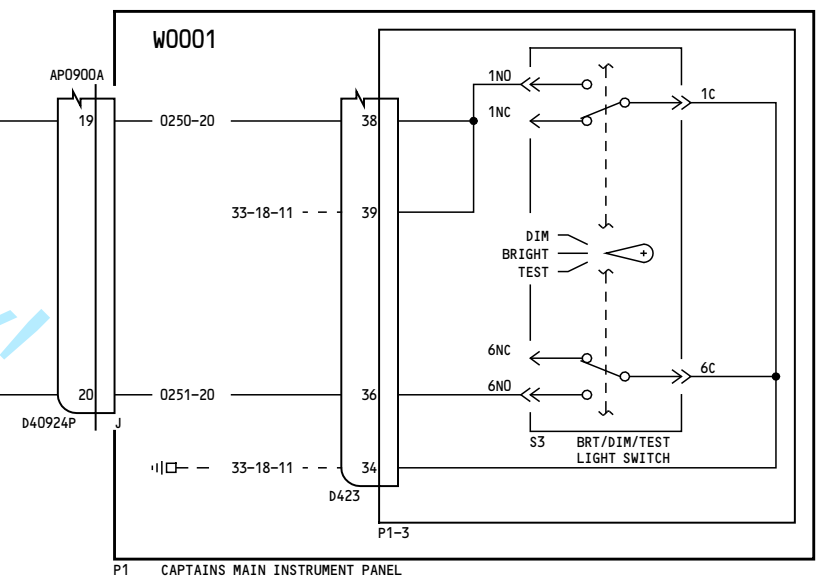 W0001
AP0900A
1NO
1C
1NC
19
0250-20
38
33-18-11
39
DIM
BRIGHT
TEST
6NC
6C
6NO
20
0251-20
36
D40924P
J
S3
BRT/DIM/TEST
LIGHT SWITCH
33-18-11
34
D423
P1-3
P1
CAPTAINS MAIN INSTRUMENT PANEL